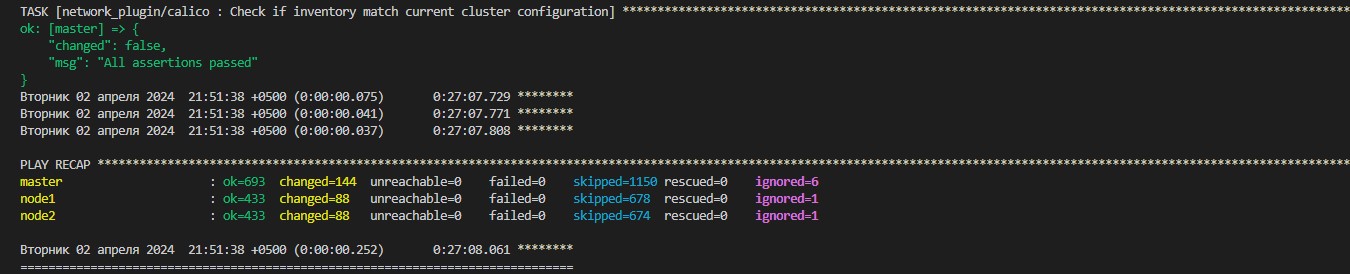 TASK [network_plugin/calico : Check if inventory match current cluster configuration] ********************************************************************************************************
ok: [master] => {
    "changed": false,
    "msg": "All assertions passed"
}
Вторник 02 апреля 2024  21:51:38 +0500 (0:00:00.075)       0:27:07.729 ********
Вторник 02 апреля 2024  21:51:38 +0500 (0:00:00.041)       0:27:07.771 ********
Вторник 02 апреля 2024  21:51:38 +0500 (0:00:00.037)       0:27:07.808 ********
PLAY RECAP ***********************************************************************************************************************************************************************************
master                     : ok=693  changed=144  unreachable=0    failed=0    skipped=1150 rescued=0    ignored=6
node1                      : ok=433  changed=88   unreachable=0    failed=0    skipped=678  rescued=0    ignored=1
node2                      : ok=433  changed=88   unreachable=0    failed=0    skipped=674  rescued=0    ignored=1
Вторник 02 апреля 2024  21:51:38 +0500 (0:00:00.252)       0:27:08.061 ********
===============================================================================